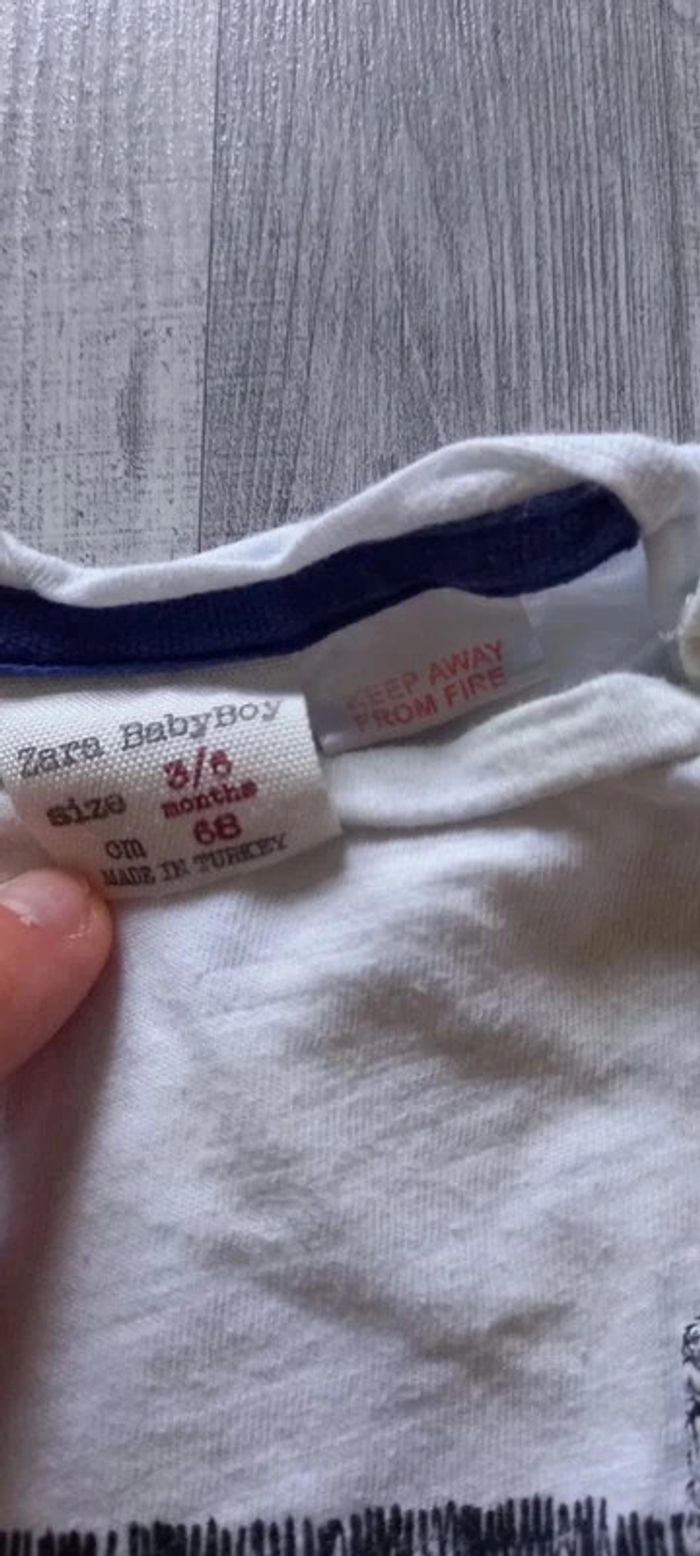 Zara BabyBoy
size 3/6
months
cm 68
MADE IN TURKEY
KEEP AWAY
FROM FIRE